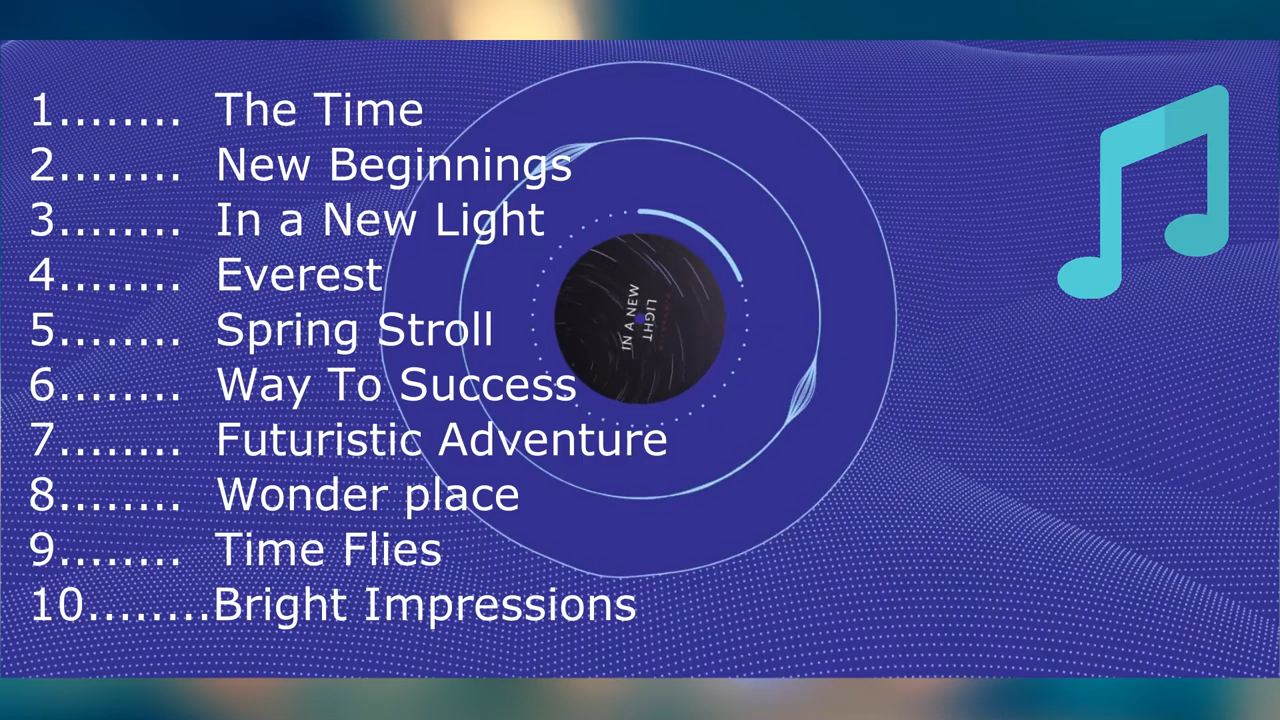 1........ The Time
2........ New Beginnings
3........ In a New Light
4........ Everest
5........ Spring Stroll
6........ Way To Success
7........ Futuristic Adventure
8........ Wonder place
9........ Time Flies
10........Bright Impressions
IN A NEW
LIGHT